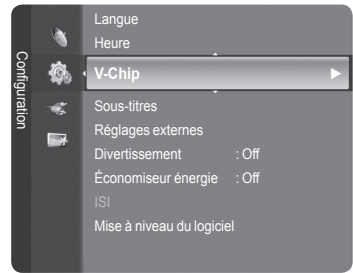 Configuration
Langue
Heure
V-Chip
Sous-titres
Réglages externes
Divertissement : Off
Économiseur énergie : Off
ISI
Mise à niveau du logiciel